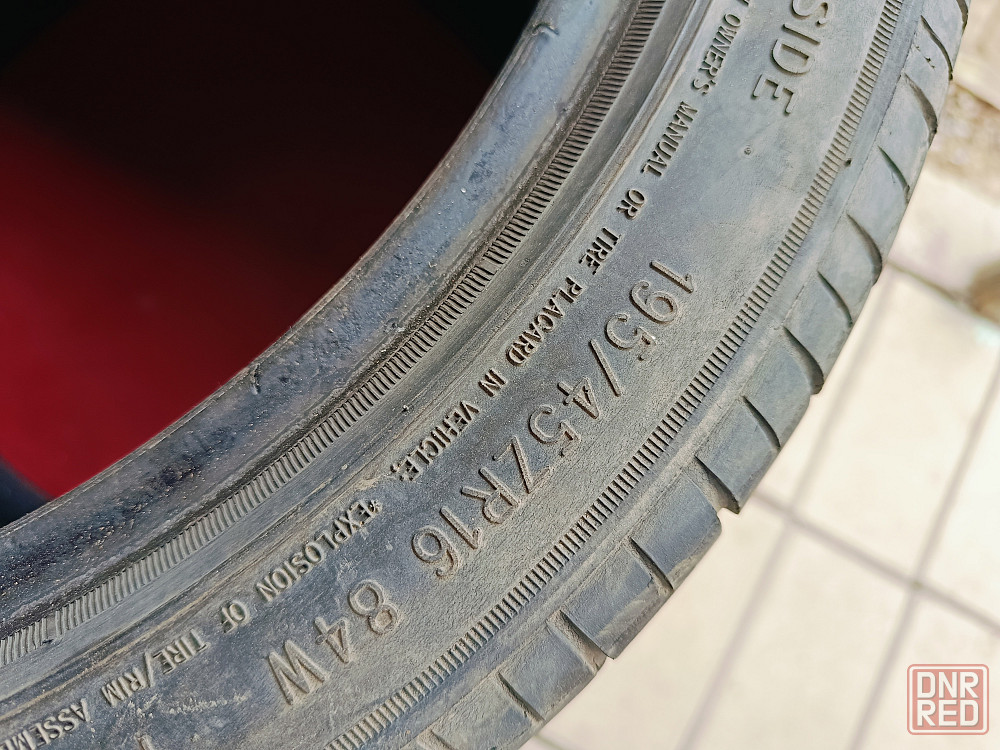 SIDE
OWNER'S MANUAL OR TIRE PLACARD IN VEHICLE; *EXPLOSION OF TIRE/RIM ASSEM
195/45ZR16 84W
DNR
RED